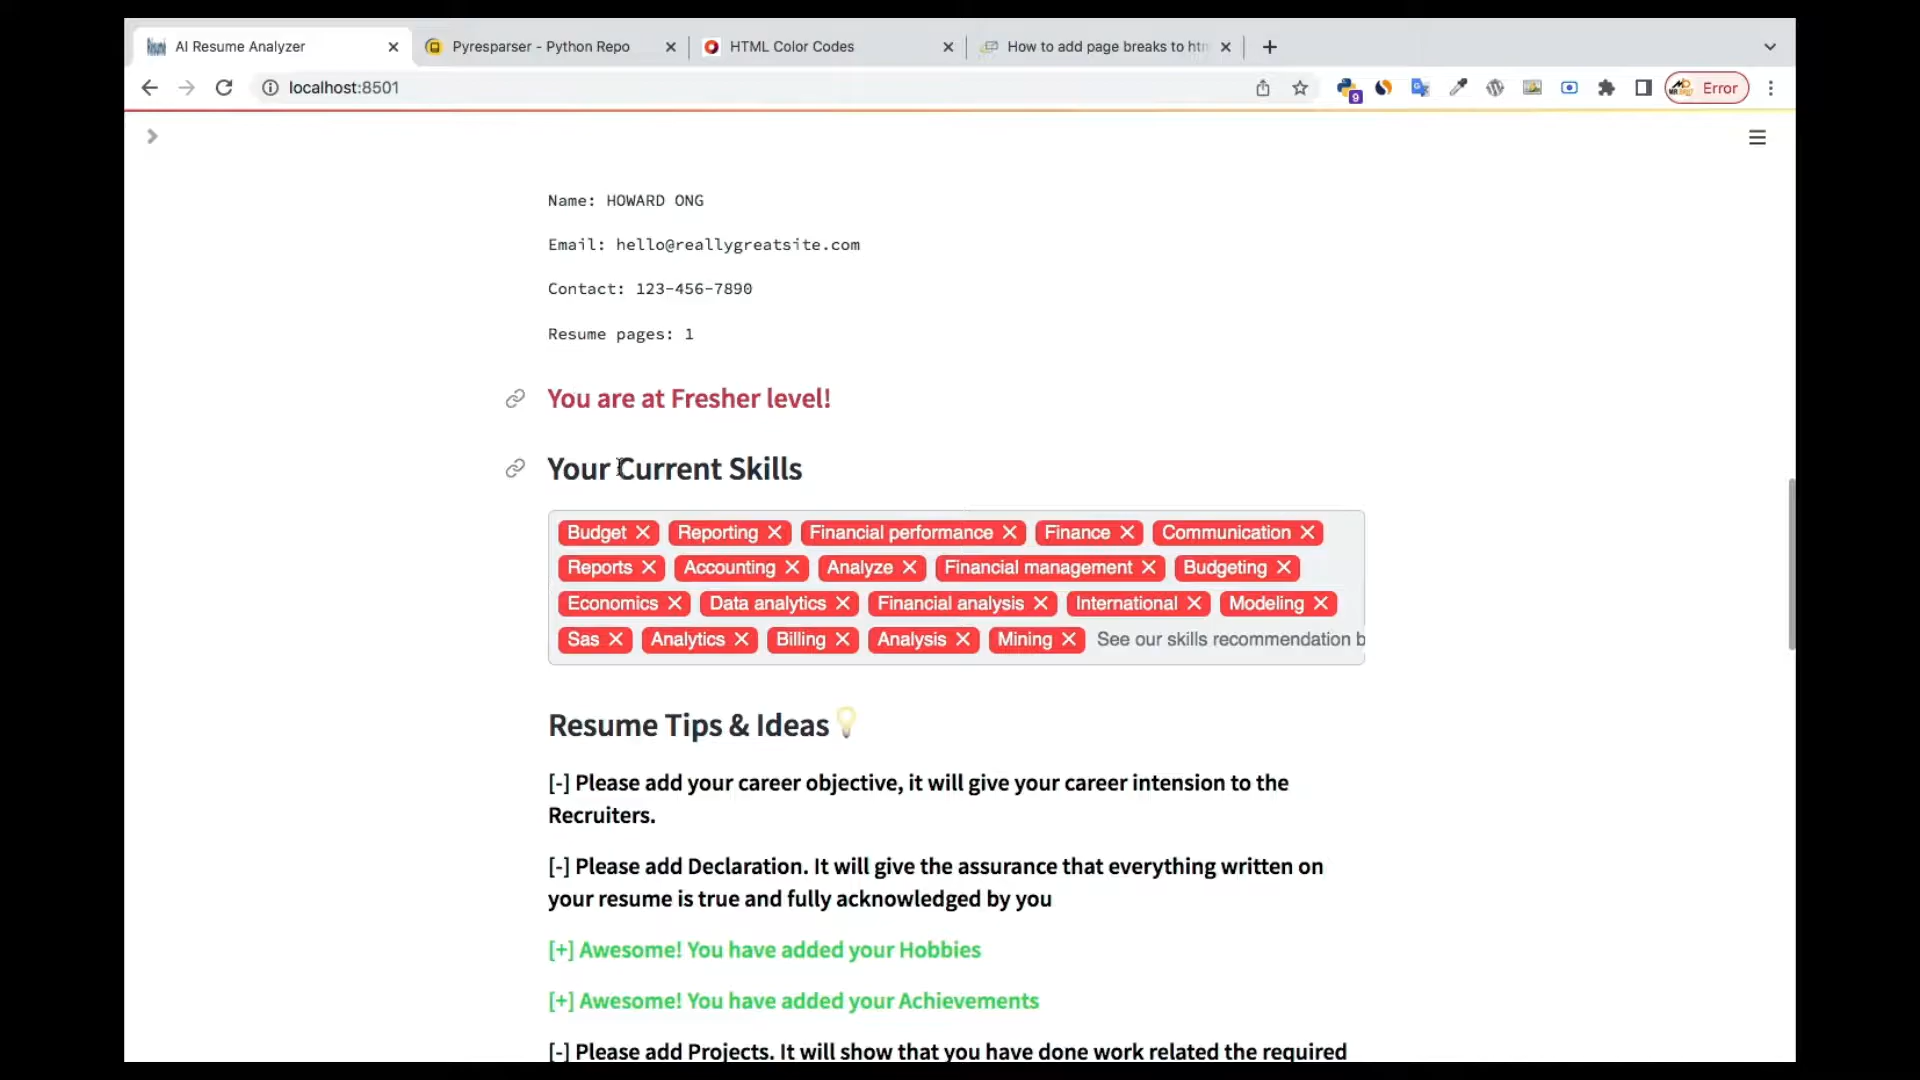 AI Resume Analyzer
Pyresparser - Python Repo
HTML Color Codes
How to add page breaks to htm
localhost:8501
9
Error
Name: HOWARD ONG
Email: hello@reallygreatsite.com
Contact: 123-456-7890
Resume pages: 1
You are at Fresher level!
Your Current Skills
Budget Reporting Financial performance Finance Communication
Reports Accounting Analyze Financial management Budgeting
Economics Data analytics Financial analysis International Modeling
Sas Analytics Billing Analysis Mining See our skills recommendation b
Resume Tips & Ideas💡
[-] Please add your career objective, it will give your career intension to the
Recruiters.
[-] Please add Declaration. It will give the assurance that everything written on
your resume is true and fully acknowledged by you
[+] Awesome! You have added your Hobbies
[+] Awesome! You have added your Achievements
[-] Please add Projects. It will show that you have done work related the required